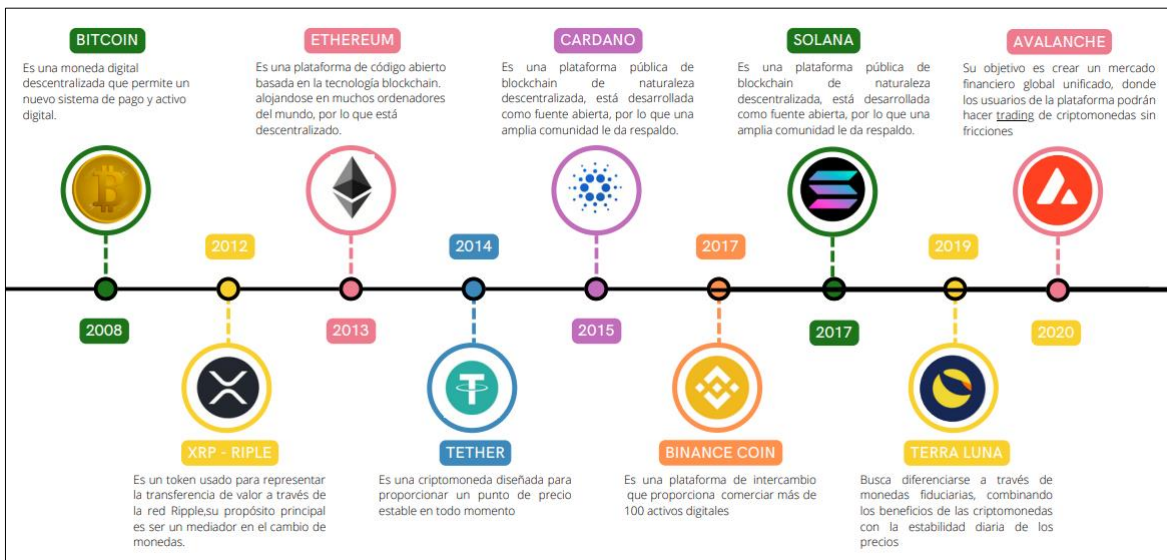 BITCOIN
Es una moneda digital
descentralizada que permite un
nuevo sistema de pago y activo
digital.
2008
2012
XRP - RIPLE
Es un token usado para representar
la transferencia de valor a través de
la red Ripple,su propósito principal
es ser un mediador en el cambio de
monedas.
ETHEREUM
Es una plataforma de código abierto
basada en la tecnología blockchain.
alojandose en muchos ordenadores
del mundo, por lo que está
descentralizado.
2013
2014
TETHER
Es una criptomoneda diseñada para
proporcionar un punto de precio
estable en todo momento
CARDANO
Es una plataforma pública de
blockchain de naturaleza
descentralizada, está desarrollada
como fuente abierta, por lo que una
amplia comunidad le da respaldo.
2015
2017
BINANCE COIN
Es una plataforma de intercambio
que proporciona comerciar más de
100 activos digitales
SOLANA
Es una plataforma pública de
blockchain de naturaleza
descentralizada, está desarrollada
como fuente abierta, por lo que una
amplia comunidad le da respaldo.
2017
2019
TERRA LUNA
Busca diferenciarse a través de
monedas fiduciarias, combinando
los beneficios de las criptomonedas
con la estabilidad diaria de los
precios
AVALANCHE
Su objetivo es crear un mercado
financiero global unificado, donde
los usuarios de la plataforma podrán
hacer trading de criptomonedas sin
fricciones
2020